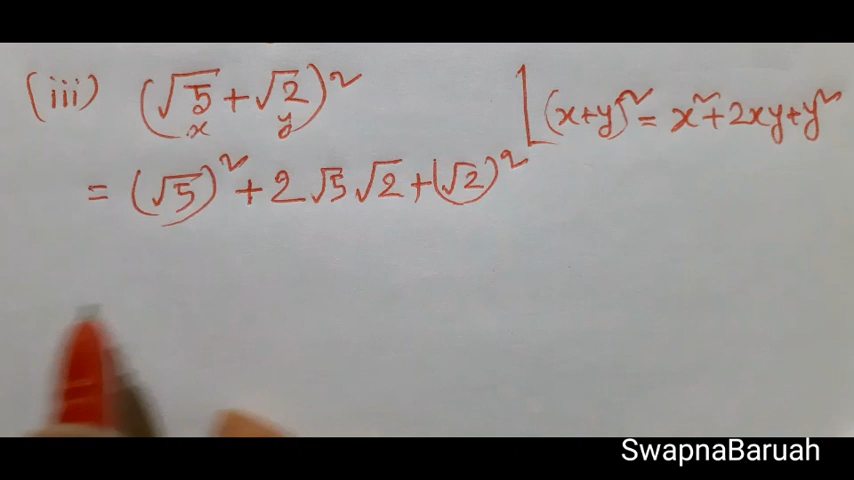 (iii) (√5 + √2)² [(x+y)² = x² + 2xy + y²
x y
= (√5)² + 2 √5 √2 + (√2)²
SwapnaBaruah